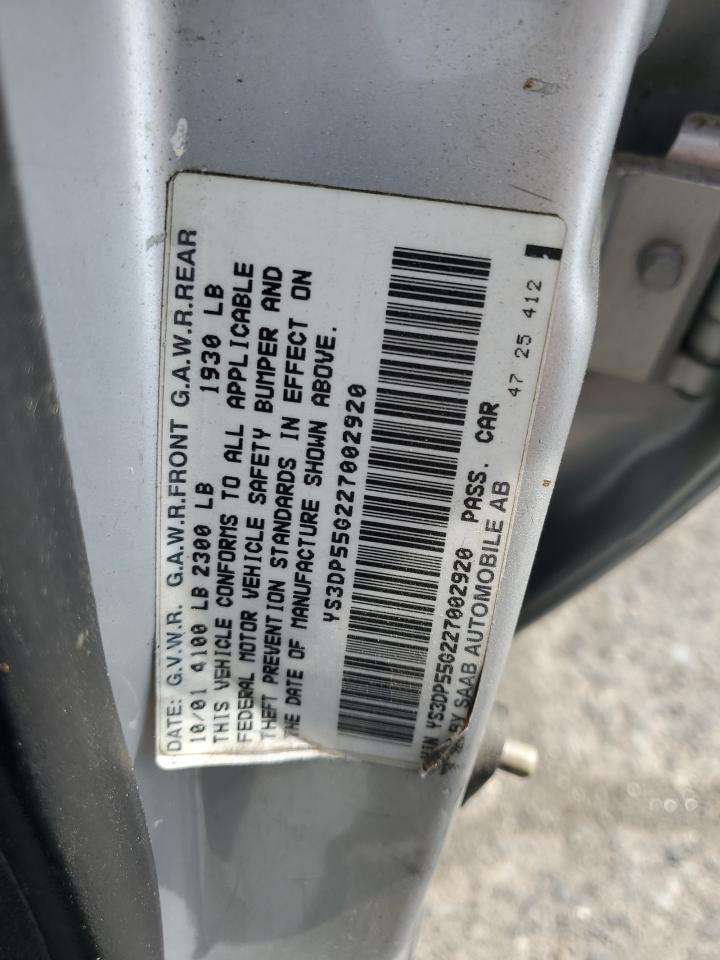 DATE: G.V.W.R. G.A.W.R.FRONT G.A.W.R.REAR
10/01 4100 LB 2300 LB 1930 LB
THIS VEHICLE CONFORMS TO ALL APPLICABLE
FEDERAL MOTOR VEHICLE SAFETY BUMPER AND
THEFT PREVENTION STANDARDS IN EFFECT ON
THE DATE OF MANUFACTURE SHOWN ABOVE.
YS3DP55G227002920
VIN YS3DP55G227002920 PASS. CAR
BY SAAB AUTOMOBILE AB 47 25 412